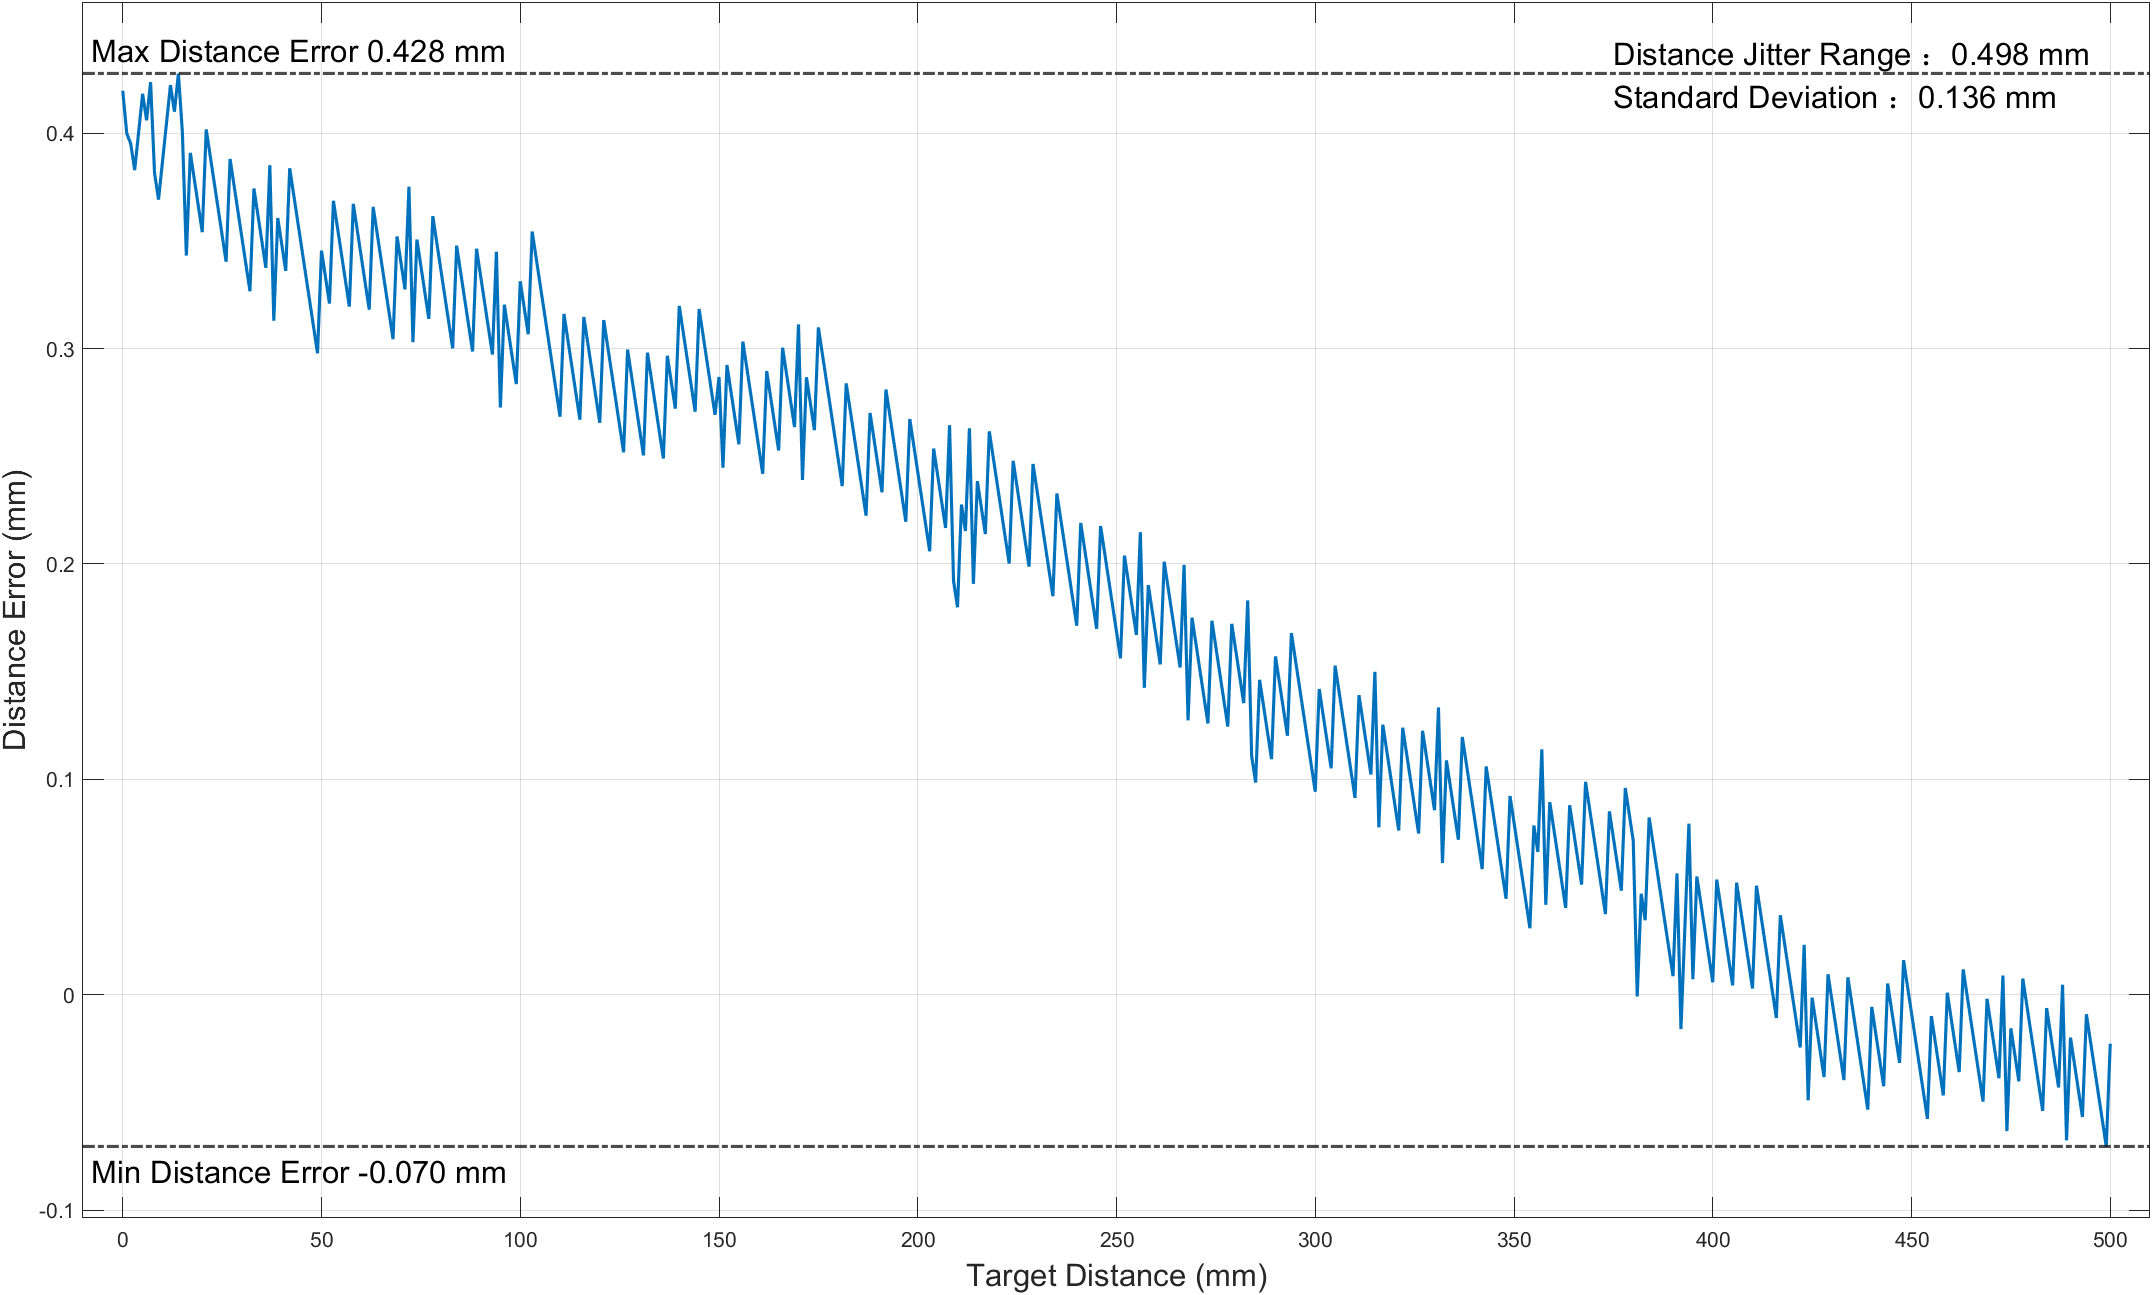 Max Distance Error 0.428 mm
Distance Jitter Range：0.498 mm
Standard Deviation：0.136 mm
0.4
0.3
0.2
0.1
0
-0.1
Distance Error (mm)
Min Distance Error -0.070 mm
0 50 100 150 200 250 300 350 400 450 500
Target Distance (mm)